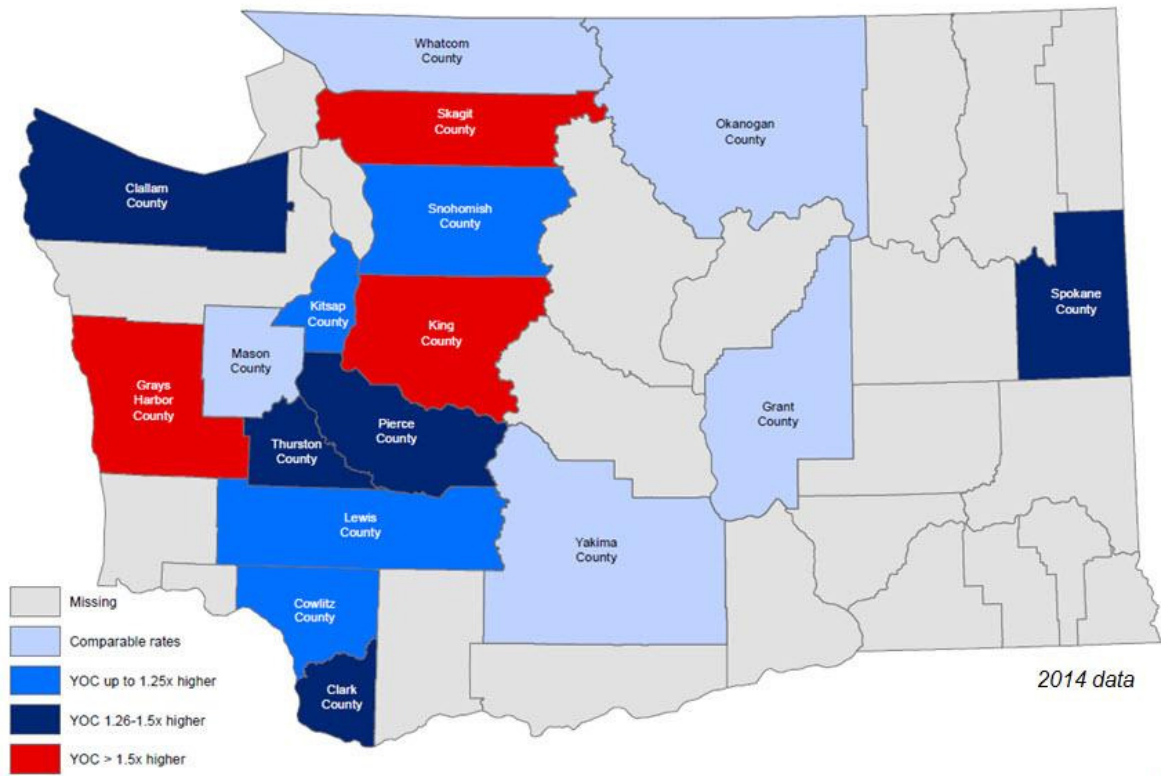 Whatcom
County
Skagit
County
Okanogan
County
Clallam
County
Snohomish
County
Spokane
County
Kitsap
County
King
County
Mason
County
Grays
Harbor
County
Grant
County
Pierce
County
Thurston
County
Lewis
County
Yakima
County
Cowlitz
County
Clark
County
Missing
Comparable rates
YOC up to 1.25x higher
YOC 1.26-1.5x higher
YOC > 1.5x higher
2014 data